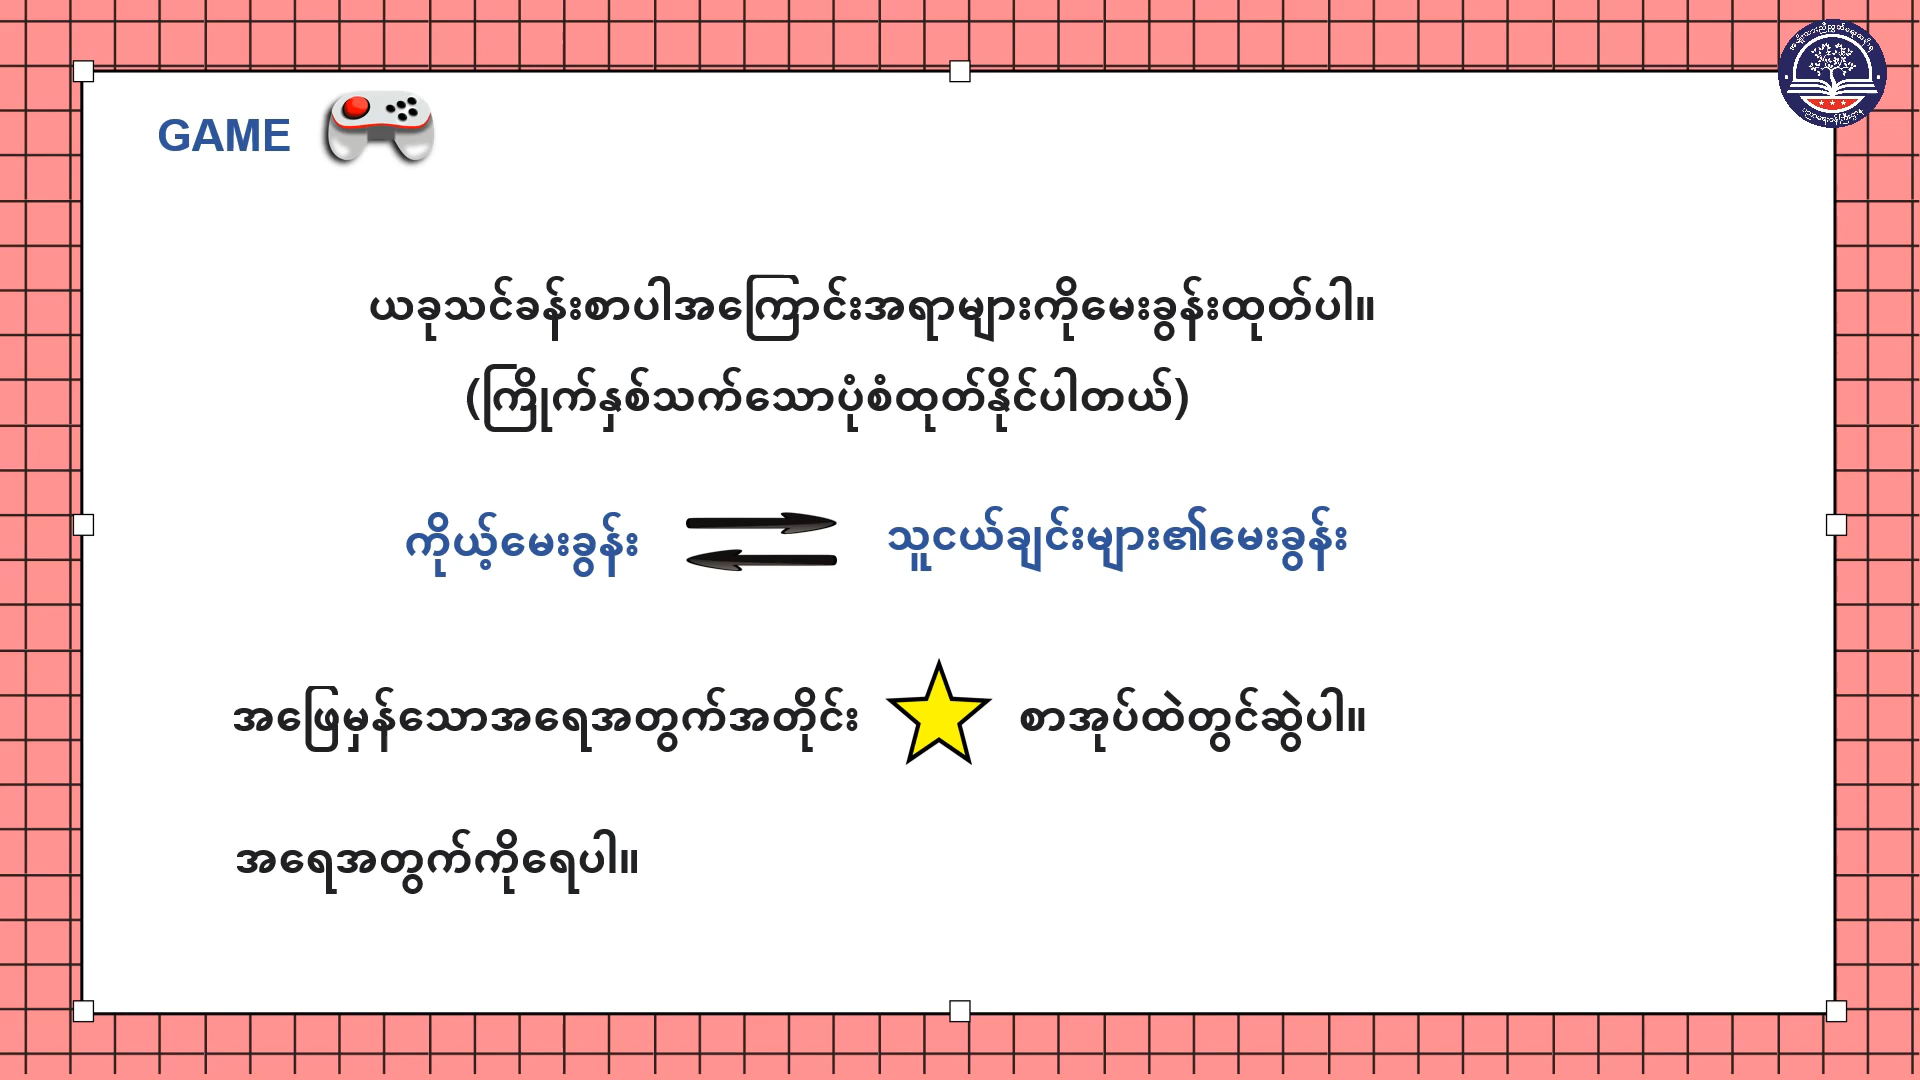 GAME
ယခုသင်ခန်းစာပါအကြောင်းအရာများကိုမေးခွန်းထုတ်ပါ။
(ကြိုက်နှစ်သက်သောပုံစံထုတ်နိုင်ပါတယ်)
ကိုယ့်မေးခွန်း သူငယ်ချင်းများ၏မေးခွန်း
အဖြေမှန်သောအရေအတွက်အတိုင်း စာအုပ်ထဲတွင်ဆွဲပါ။
အရေအတွက်ကိုရေပါ။